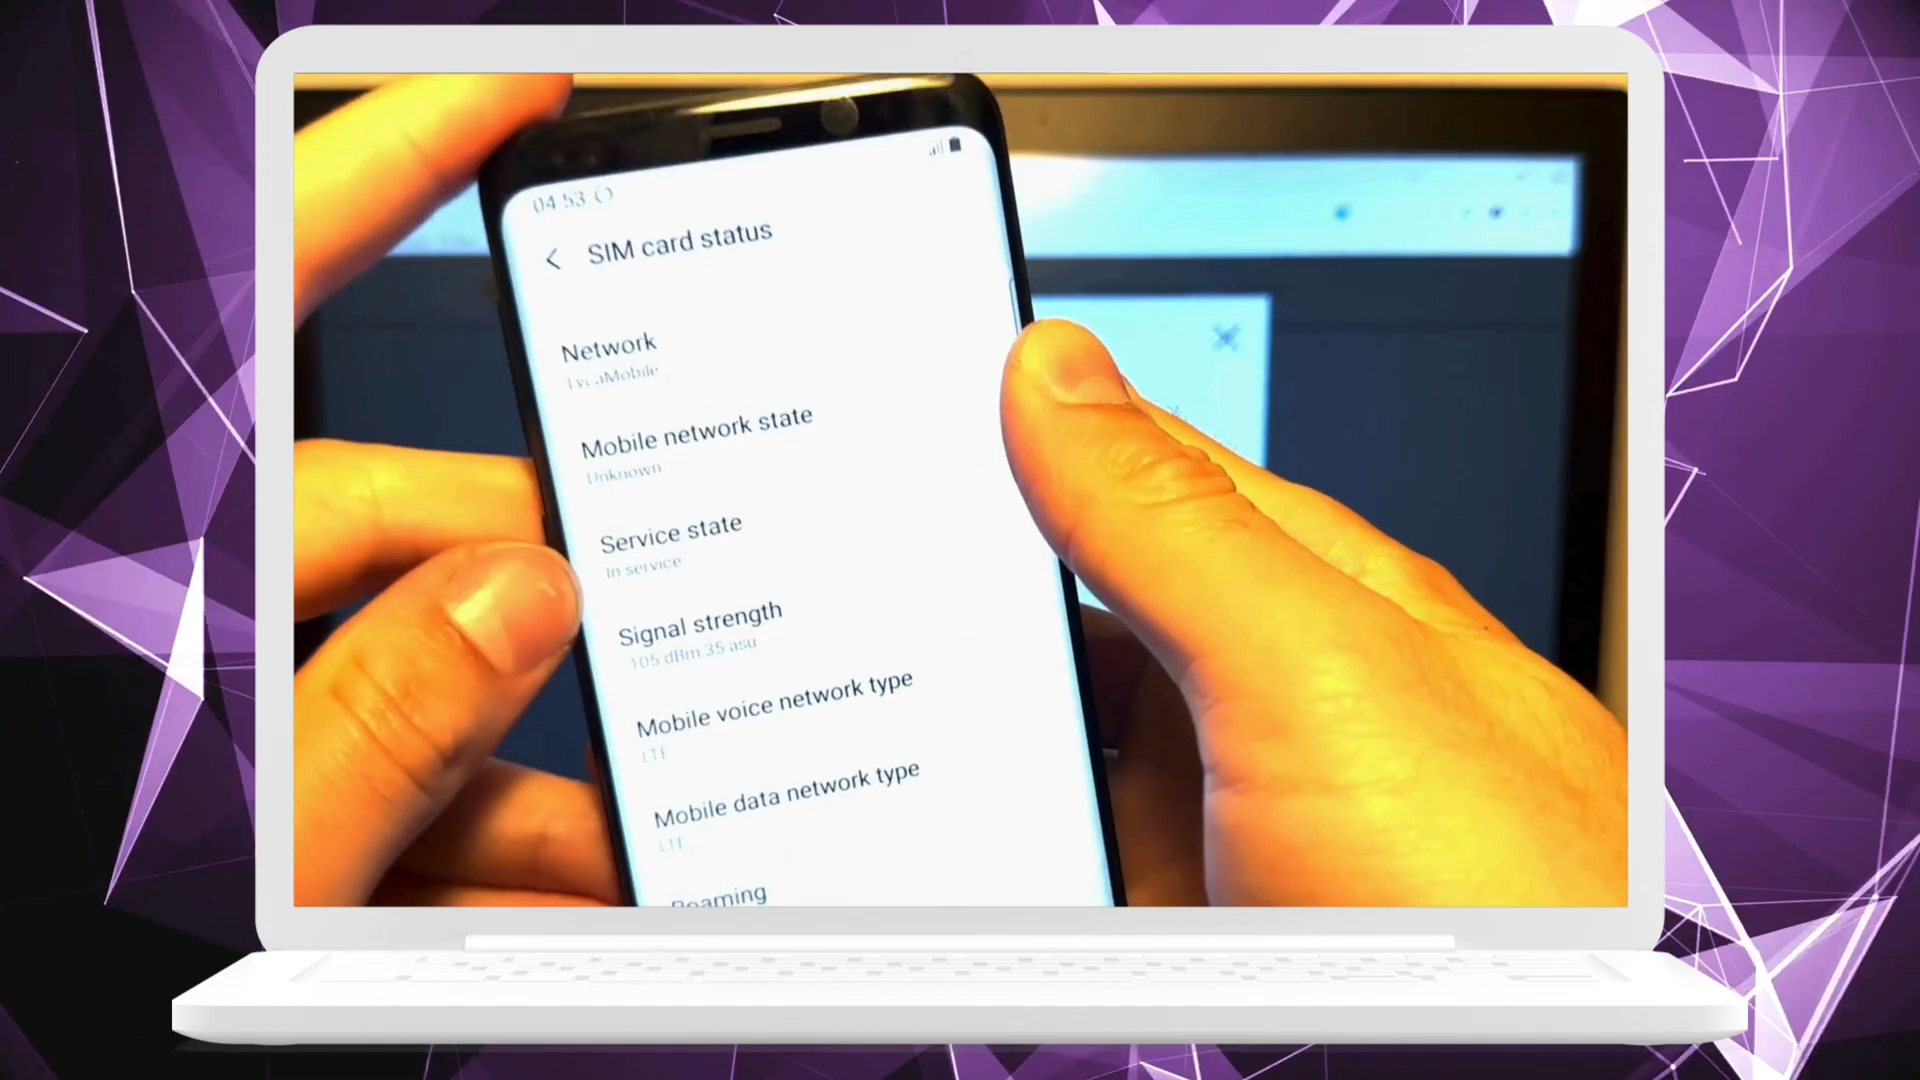 04:53
SIM card status
Network
LycaMobile
Mobile network state
Unknown
Service state
In service
Signal strength
105 dBm 35 asu
Mobile voice network type
LTE
Mobile data network type
LTE
Roaming